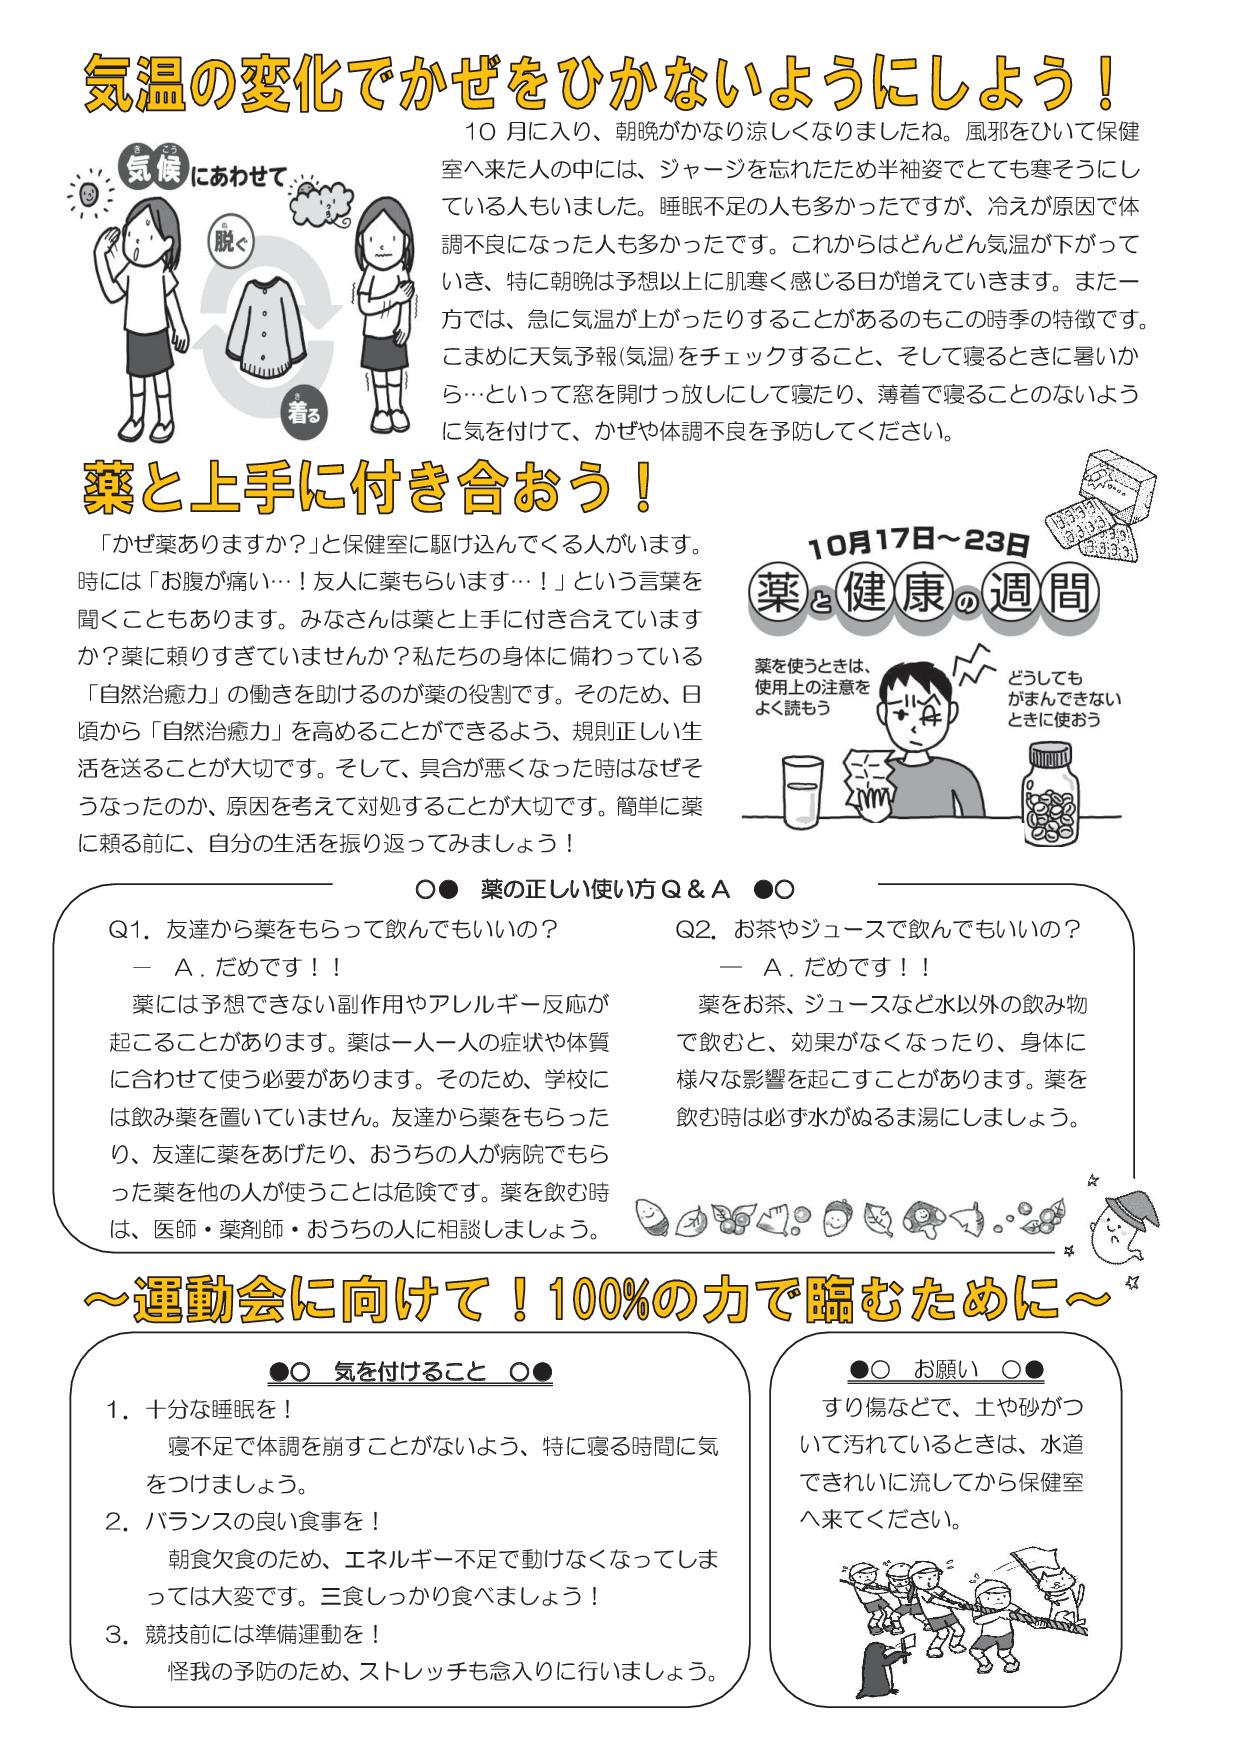 気温の変化でかぜをひかないようにしよう！
気候にあわせて
脱ぐ
着る
10 月に入り、朝晩がかなり涼しくなりましたね。風邪をひいて保健
室へ来た人の中には、ジャージを忘れたため半袖姿でとても寒そうにし
ている人もいました。睡眠不足の人も多かったですが、冷えが原因で体
調不良になった人も多かったです。これからはどんどん気温が下がって
いき、特に朝晩は予想以上に肌寒く感じる日が増えていきます。また一
方では、急に気温が上がったりすることがあるのもこの時季の特徴です。
こまめに天気予報(気温)をチェックすること、そして寝るときに暑いか
ら…といって窓を開けっ放しにして寝たり、薄着で寝ることのないよう
に気を付けて、かぜや体調不良を予防してください。
薬と上手に付き合おう！
「かぜ薬ありますか？」と保健室に駆け込んでくる人がいます。
時には「お腹が痛い…！友人に薬もらいます…！」という言葉を
聞くこともあります。みなさんは薬と上手に付き合えています
か？薬に頼りすぎていませんか？私たちの身体に備わっている
「自然治癒力」の働きを助けるのが薬の役割です。そのため、日
頃から「自然治癒力」を高めることができるよう、規則正しい生
活を送ることが大切です。そして、具合が悪くなった時はなぜそ
うなったのか、原因を考えて対処することが大切です。簡単に薬
に頼る前に、自分の生活を振り返ってみましょう！
10月17日～23日
薬と健康の週間
薬を使うときは、
使用上の注意を
よく読もう
どうしても
がまんできない
ときに使おう
○● 薬の正しい使い方Q＆A ●○
Q1．友達から薬をもらって飲んでもいいの？
― A．だめです！！
薬には予想できない副作用やアレルギー反応が
起こることがあります。薬は一人一人の症状や体質
に合わせて使う必要があります。そのため、学校に
は飲み薬を置いていません。友達から薬をもらった
り、友達に薬をあげたり、おうちの人が病院でもら
った薬を他の人が使うことは危険です。薬を飲む時
は、医師・薬剤師・おうちの人に相談しましょう。
Q2．お茶やジュースで飲んでもいいの？
― A．だめです！！
薬をお茶、ジュースなど水以外の飲み物
で飲むと、効果がなくなったり、身体に
様々な影響を起こすことがあります。薬を
飲む時は必ず水がぬるま湯にしましょう。
～運動会に向けて！100%の力で臨むために～
●○ 気を付けること ○●
1．十分な睡眠を！
寝不足で体調を崩すことがないよう、特に寝る時間に気
をつけましょう。
2．バランスの良い食事を！
朝食欠食のため、エネルギー不足で動けなくなってしま
っては大変です。三食しっかり食べましょう！
3．競技前には準備運動を！
怪我の予防のため、ストレッチも念入りに行いましょう。
●○ お願い ○●
すり傷などで、土や砂がつ
いて汚れているときは、水道
できれいに流してから保健室
へ来てください。